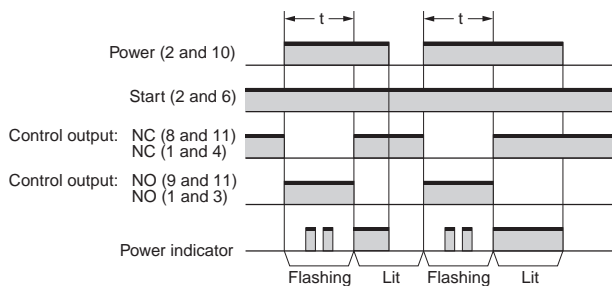 t t
Power (2 and 10)
Start (2 and 6)
Control output: NC (8 and 11)
NC (1 and 4)
Control output: NO (9 and 11)
NO (1 and 3)
Power indicator
Flashing Lit Flashing Lit